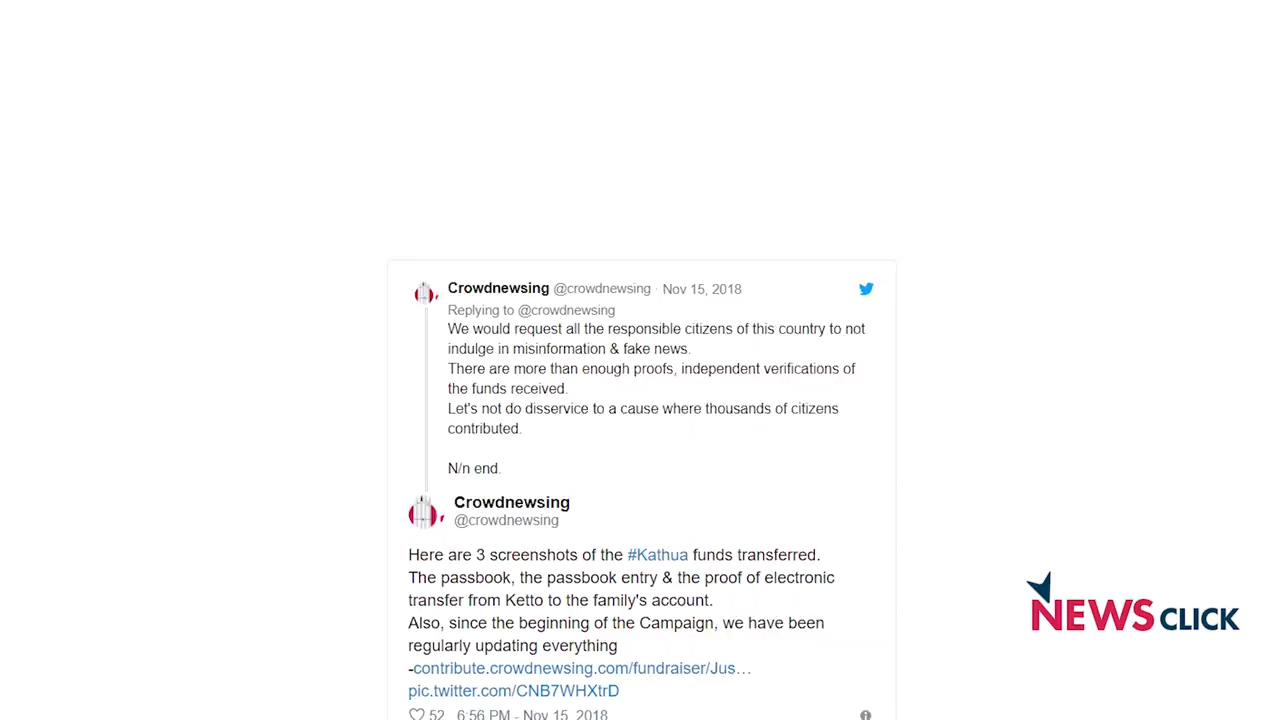 Crowdnewsing @crowdnewsing · Nov 15, 2018
Replying to @crowdnewsing
We would request all the responsible citizens of this country to not
indulge in misinformation & fake news.
There are more than enough proofs, independent verifications of
the funds received.
Let's not do disservice to a cause where thousands of citizens
contributed.
N/n end.
Crowdnewsing
@crowdnewsing
Here are 3 screenshots of the #Kathua funds transferred.
The passbook, the passbook entry & the proof of electronic
transfer from Ketto to the family's account.
Also, since the beginning of the Campaign, we have been
regularly updating everything
-contribute.crowdnewsing.com/fundraiser/Jus…
pic.twitter.com/CNB7WHXtrD
52 6:56 PM - Nov 15, 2018
NEWS CLICK